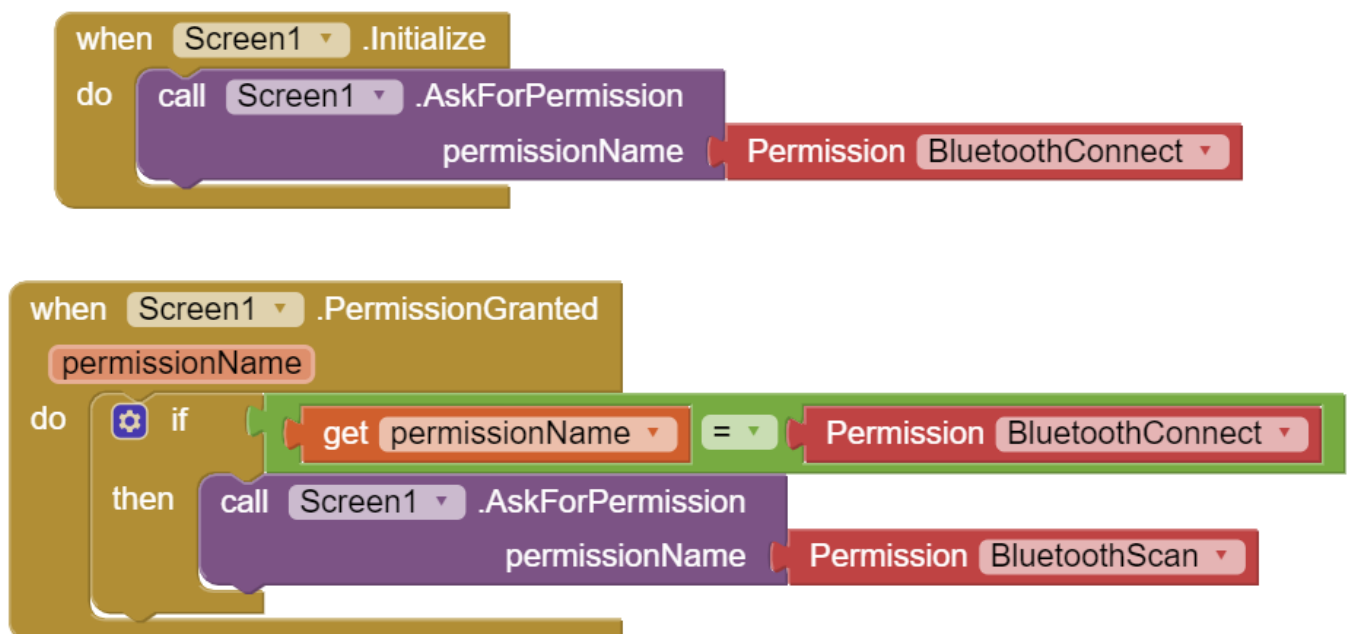 when Screen1 .Initialize
do call Screen1 .AskForPermission
permissionName Permission BluetoothConnect
when Screen1 .PermissionGranted
permissionName
do if get permissionName = Permission BluetoothConnect
then call Screen1 .AskForPermission
permissionName Permission BluetoothScan